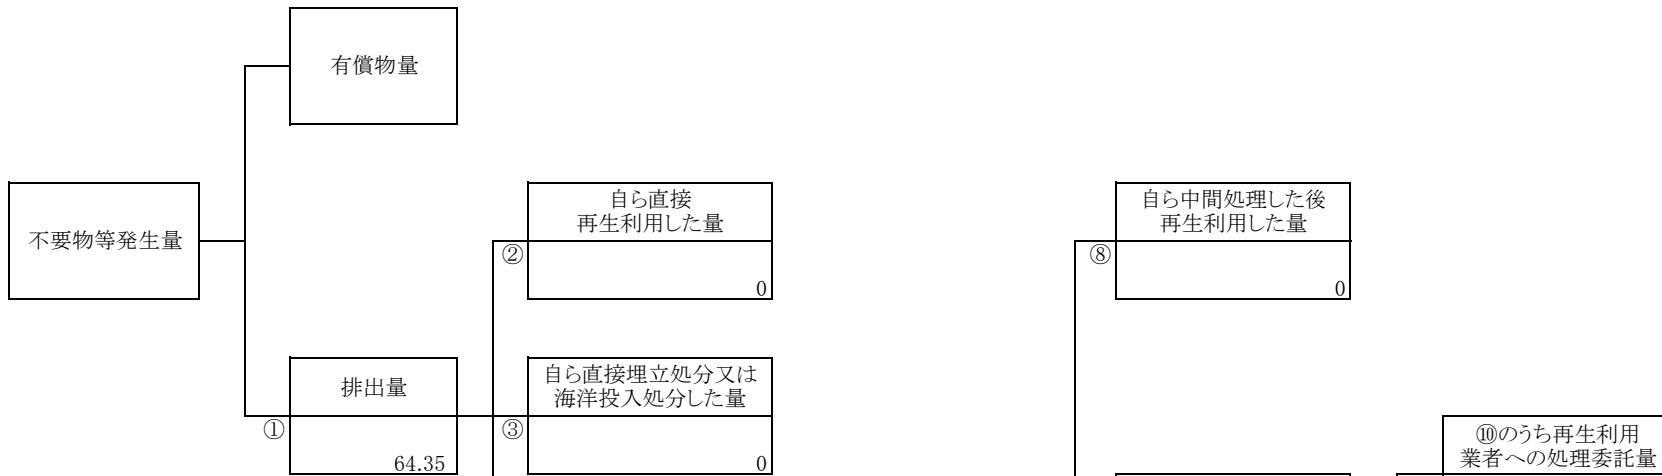 有償物量
不要物等発生量
自ら直接
再生利用した量
②
0
自ら中間処理した後
再生利用した量
⑧
0
排出量
①
64.35
自ら直接埋立処分又は
海洋投入処分した量
③
0
⑩のうち再生利用
業者への処理委託量